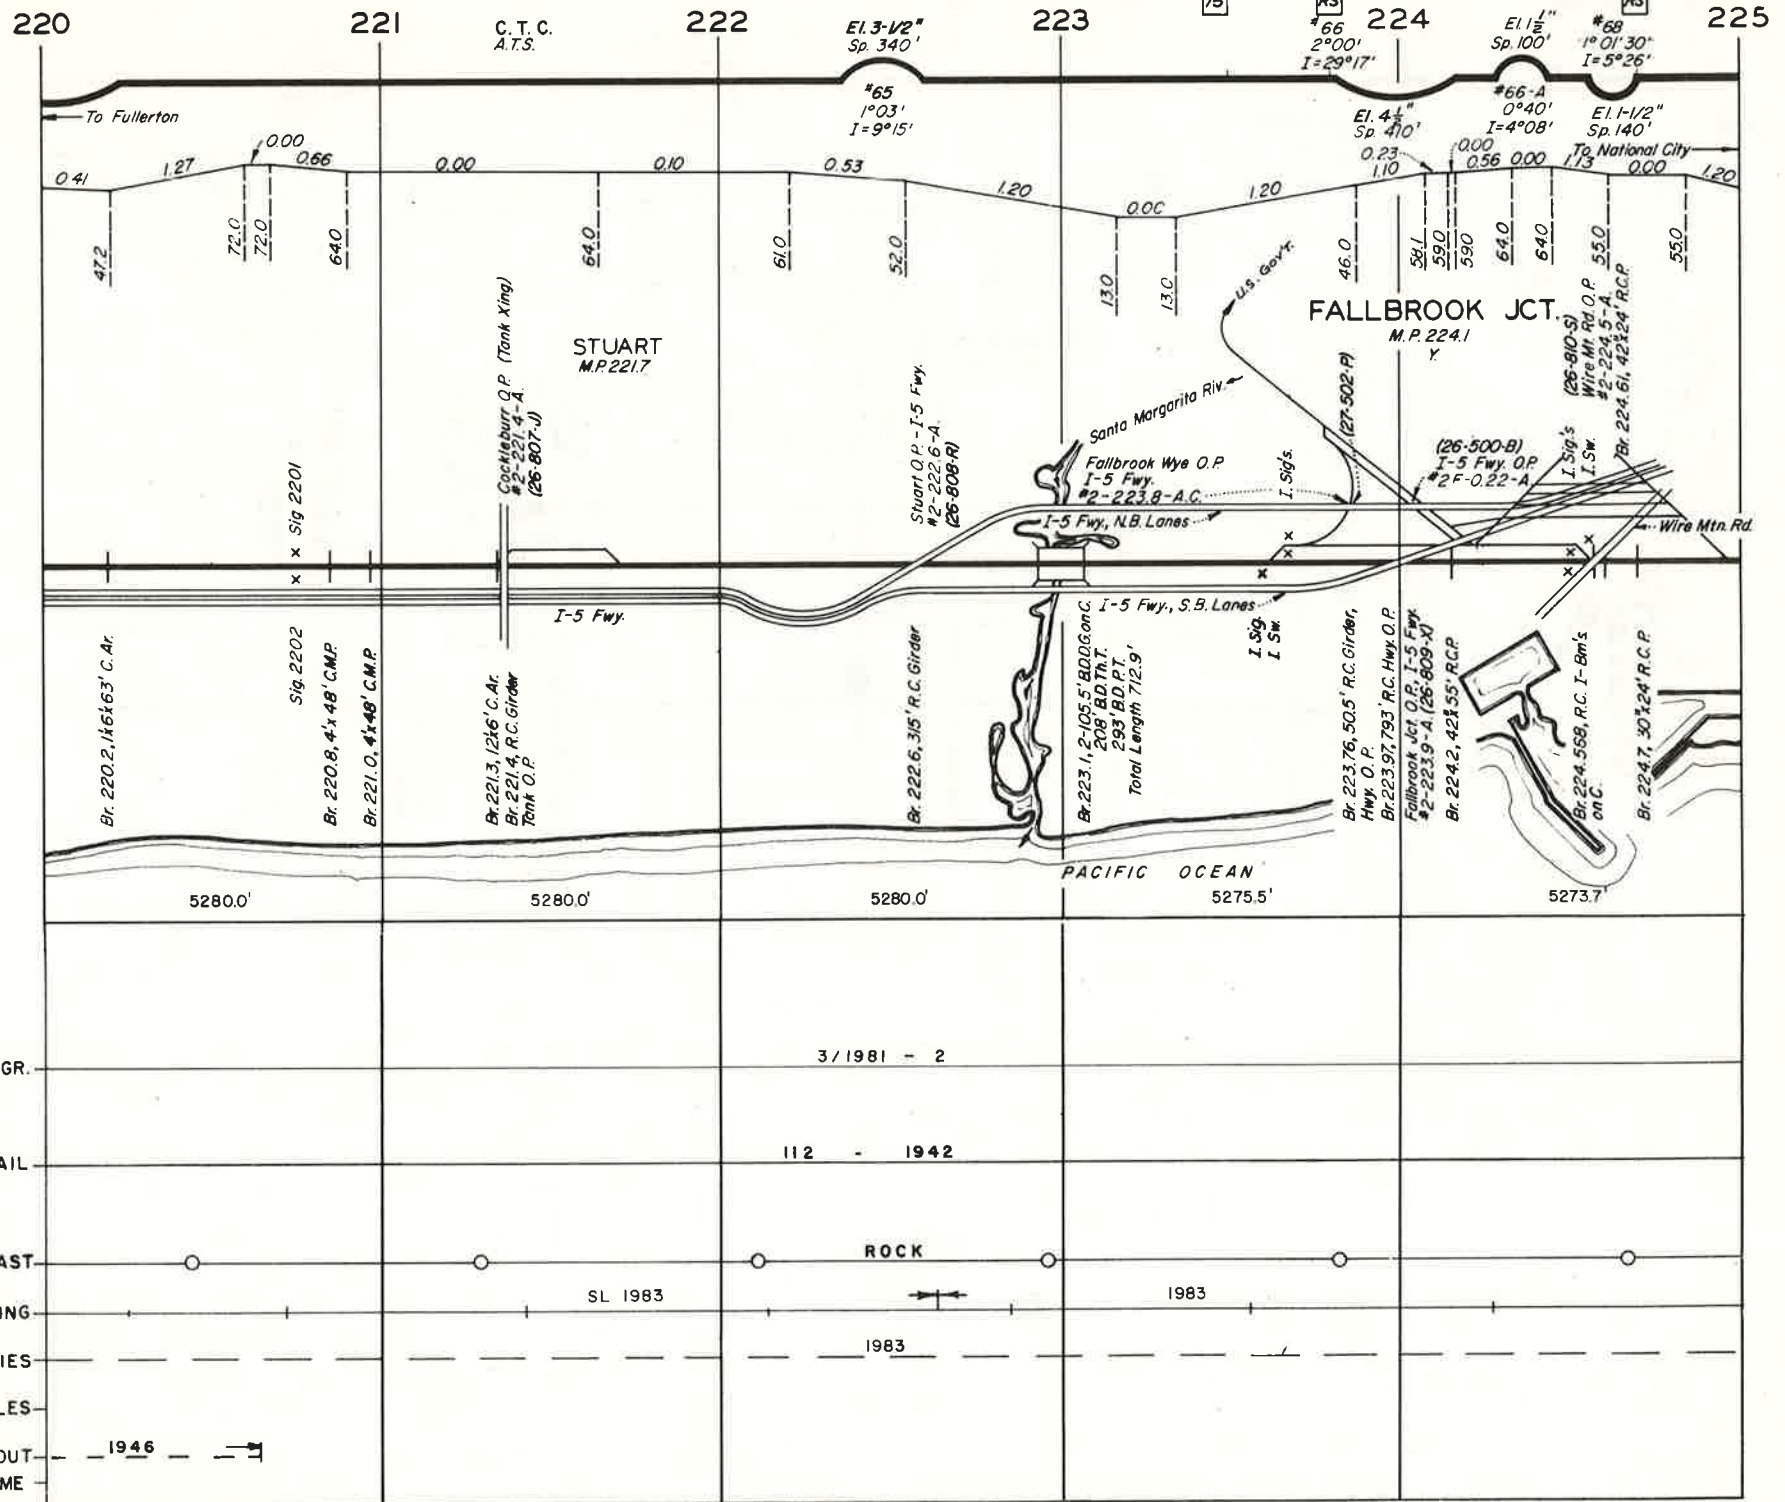 220
221
C. T. C.
A.T.S.
222
El. 3-1/2"
Sp. 340'
223
#66
2°00'
I=29°17'
224
El. 1½"
Sp. 100'
#68
1°01'30"
I=5°26'
225
#65
1°03'
I=9°15'
El. 4½"
Sp. 410'
#66-A
0°40'
I=4°08'
El. 1-1/2"
Sp. 140'
To Fullerton
To National City
0.41
1.27
0.00
0.66
0.00
0.10
0.53
1.20
0.00
1.20
1.10
0.23
0.00
0.56
0.00
1.13
0.00
1.20
47.2
72.0
72.0
64.0
64.0
61.0
52.0
13.0
13.0
46.0
58.1
59.0
59.0
64.0
64.0
55.0
55.0
STUART
M.P. 221.7
FALLBROOK JCT.
M.P. 224.1
Y.
U.S. Gov't.
Santa Margarita Riv.
Sig 2201
Cockleburr O.P. (Tank Xing)
#2-221.4-A.
(26-807-J)
Stuart O.P. - I-5 Fwy.
#2-222.6-A.
(26-808-R)
Fallbrook Wye O.P.
I-5 Fwy.
#2-223.8-A.C.
I. Sig's.
(27-502-P)
(26-500-B)
I-5 Fwy. O.P.
#2F-0.22-A
I. Sig's
I. Sw.
(26-810-S)
Wire Mt. Rd. O.P.
#2-224.5-A.
Br. 224.61, 42"x24' R.C.P.
I-5 Fwy., N.B. Lanes
Wire Mtn. Rd.
I-5 Fwy.
I-5 Fwy., S.B. Lanes
I. Sig.
I. Sw.
Br. 220.2, 1'x6'x63' C. Ar.
Sig. 2202
Br. 220.8, 4'x48' C.M.P.
Br. 221.0, 4'x48' C.M.P.
Br. 221.3, 12'x6' C. Ar.
Br. 221.4, R.C. Girder
Tank O.P.
Br. 222.6, 315' R.C. Girder
Br. 223.1, 2-105.5' B.D.D.G. on C.
208' B.D.Th.T.
293' B.D.P.T.
Total Length 712.9'
Br. 223.76, 50.5' R.C. Girder,
Hwy. O.P.
Br. 223.97, 793' R.C. Hwy. O.P.
Fallbrook Jct. O.P. I-5 Fwy.
#2-223.9-A. (26-809-X)
Br. 224.2, 42"x55' R.C.P.
Br. 224.568, R.C. I-Bm's
on C.
Br. 224.7, 30"x24' R.C.P.
PACIFIC OCEAN
5280.0'
5280.0'
5280.0'
5275.5'
5273.7'
GR.
3/1981 - 2
AIL
112 - 1942
AST
ROCK
SL 1983
1983
ING
IES
1983
LES
OUT
1946
ME